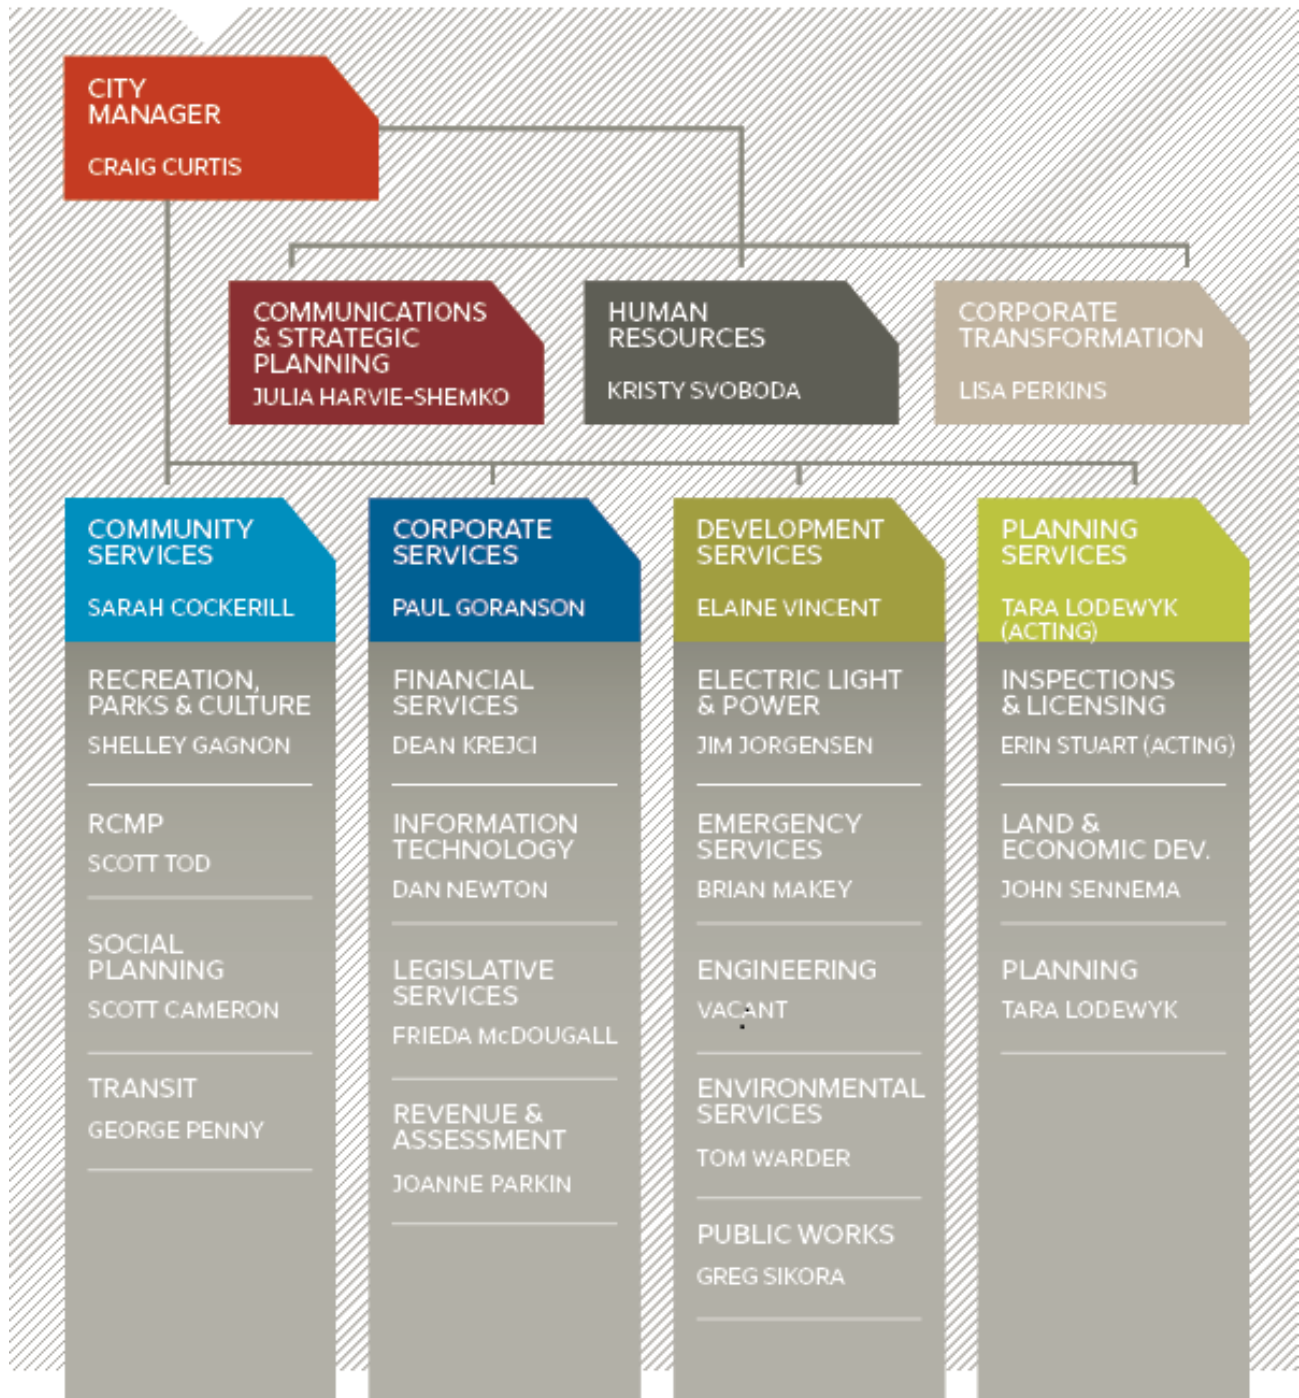 CITY
MANAGER
CRAIG CURTIS
COMMUNICATIONS
& STRATEGIC
PLANNING
JULIA HARVIE-SHEMKO
HUMAN
RESOURCES
KRISTY SVOBODA
CORPORATE
TRANSFORMATION
LISA PERKINS
COMMUNITY
SERVICES
SARAH COCKERILL
RECREATION,
PARKS & CULTURE
SHELLEY GAGNON
RCMP
SCOTT TOD
SOCIAL
PLANNING
SCOTT CAMERON
TRANSIT
GEORGE PENNY
CORPORATE
SERVICES
PAUL GORANSON
FINANCIAL
SERVICES
DEAN KREJCI
INFORMATION
TECHNOLOGY
DAN NEWTON
LEGISLATIVE
SERVICES
FRIEDA McDOUGALL
REVENUE &
ASSESSMENT
JOANNE PARKIN
DEVELOPMENT
SERVICES
ELAINE VINCENT
ELECTRIC LIGHT
& POWER
JIM JORGENSEN
EMERGENCY
SERVICES
BRIAN MAKEY
ENGINEERING
VACANT
ENVIRONMENTAL
SERVICES
TOM WARDER
PUBLIC WORKS
GREG SIKORA
PLANNING
SERVICES
TARA LODEWYK
(ACTING)
INSPECTIONS
& LICENSING
ERIN STUART (ACTING)
LAND &
ECONOMIC DEV.
JOHN SENNEMA
PLANNING
TARA LODEWYK